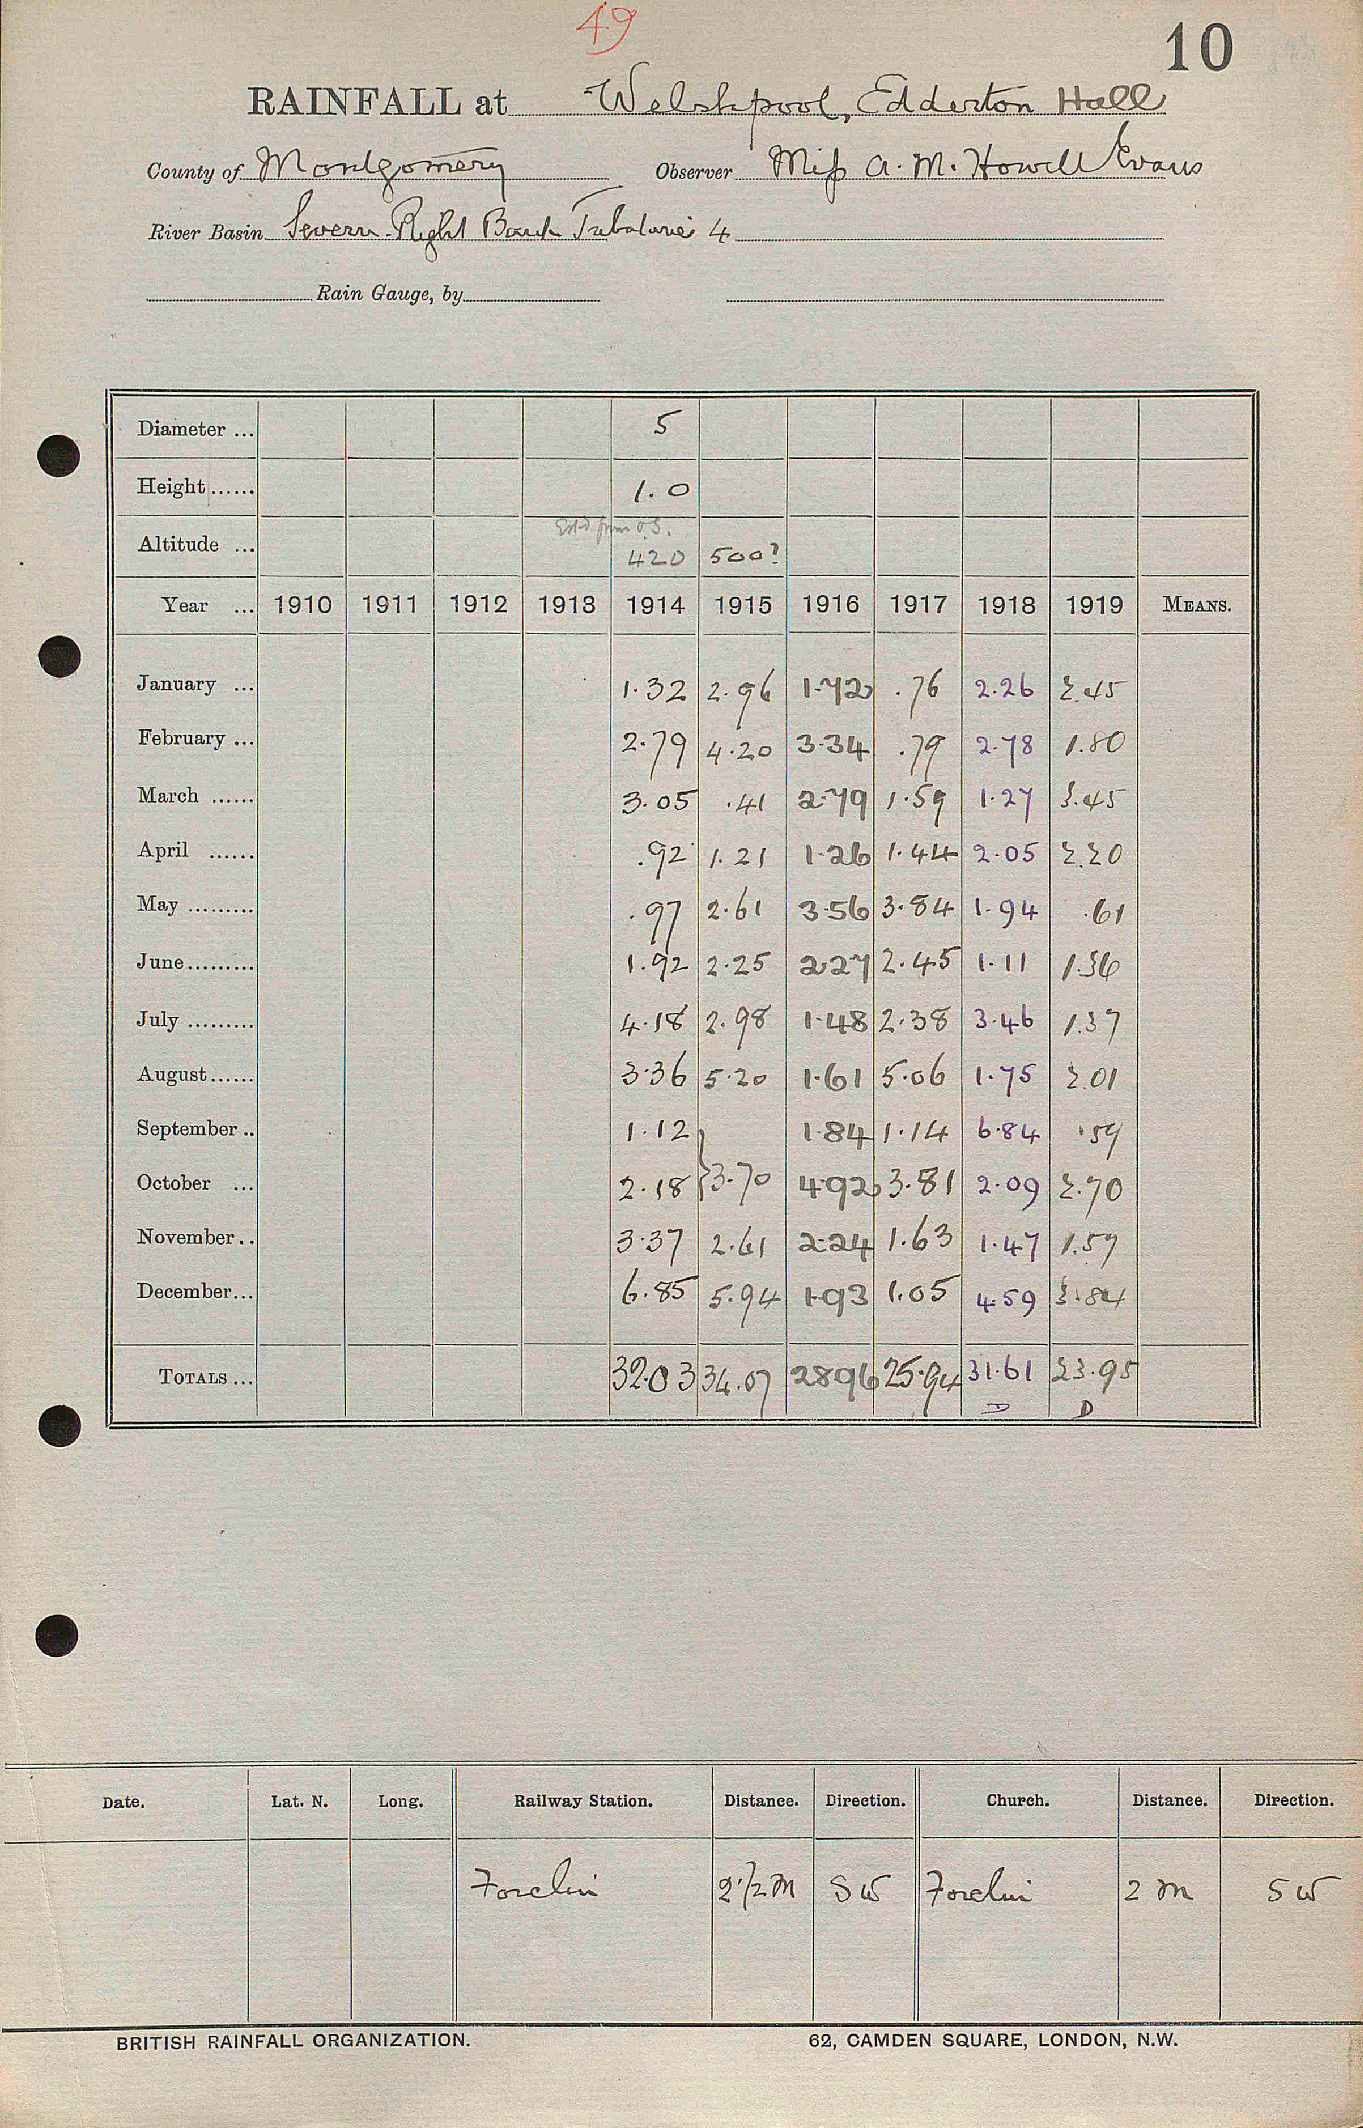 49
10
RAINFALL at Welshpool, Edderton Hall
County of Montgomery Observer Miss A. M. Howell Evans
River Basin Severn-Right Bank Tributaries 4
Rain Gauge, by
Diameter ... 5
Height ...... 1.0
Est'd from O.S.
Altitude ... 420 500?
Year ... 1910 1911 1912 1913 1914 1915 1916 1917 1918 1919 MEANS.
January ... 1.32 2.96 1.72 .76 2.26 2.45
February ... 2.79 4.20 3.34 .79 2.78 1.80
March ...... 3.05 .41 2.79 1.59 1.27 3.45
April ...... .92 1.21 1.26 1.44 2.05 2.20
May ......... .97 2.61 3.56 3.84 1.94 .61
June ......... 1.92 2.25 2.27 2.45 1.11 1.36
July ......... 4.18 2.98 1.48 2.38 3.46 1.37
August ...... 3.36 5.20 1.61 5.06 1.75 2.01
September .. 1.12 1.84 1.14 6.84 .59
October ... 2.18 } 3.70 4.92 3.81 2.09 2.70
November .. 3.37 2.61 2.24 1.63 1.47 1.57
December ... 6.85 5.94 1.93 1.05 4.59 3.84
TOTALS ... 32.03 34.07 28.96 25.94 31.61 23.95
D D
Date. Lat. N. Long. Railway Station. Distance. Direction. Church. Distance. Direction.
Forden 2 1/2 M SW Forden 2 M SW
BRITISH RAINFALL ORGANIZATION. 62, CAMDEN SQUARE, LONDON, N.W.